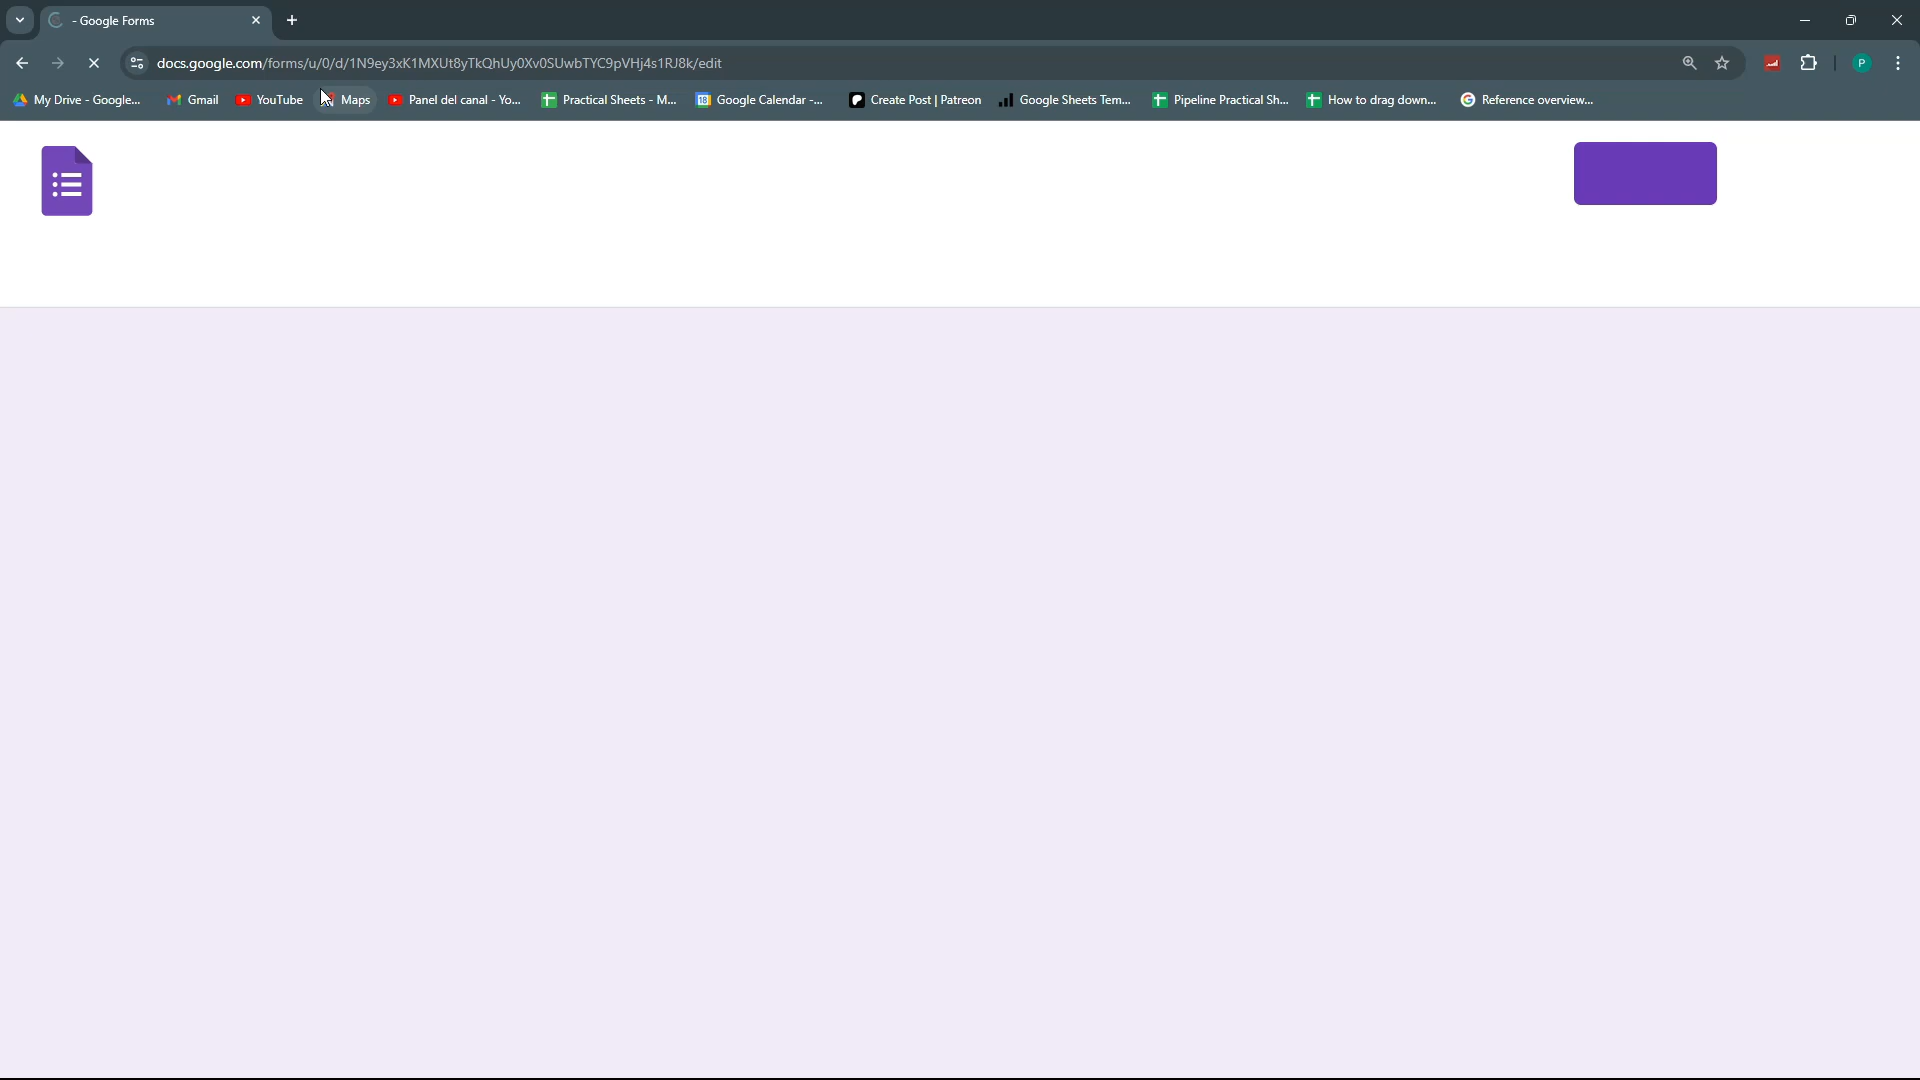 - Google Forms
docs.google.com/forms/u/0/d/1N9ey3xK1MXUt8yTkQhUy0Xv0SUwbTYC9pVHj4s1RJ8k/edit
P
My Drive - Google...
Gmail
YouTube
Maps
Panel del canal - Yo...
Practical Sheets - M...
18
Google Calendar -...
Create Post | Patreon
Google Sheets Tem...
Pipeline Practical Sh...
How to drag down...
Reference overview...